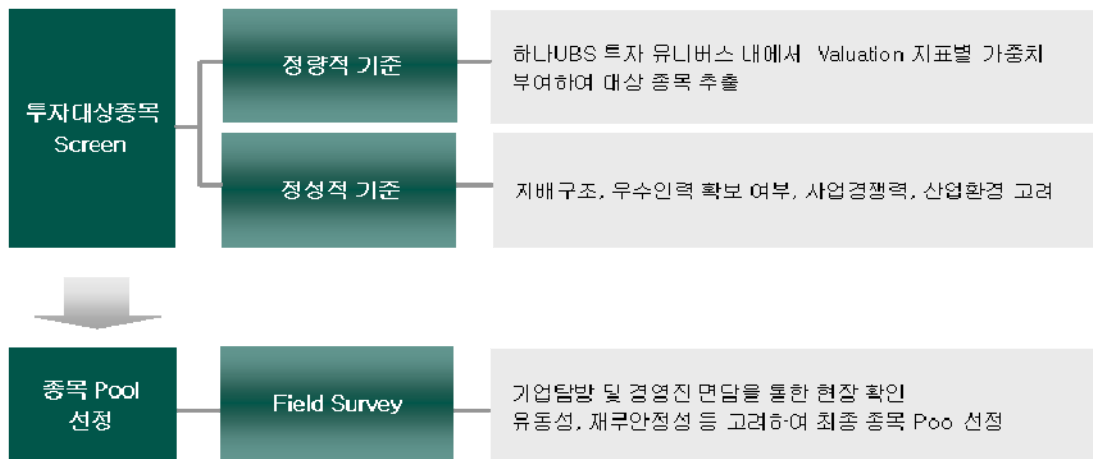 투자대상종목
Screen
정량적 기준
하나UBS 투자 유니버스 내에서 Valuation 지표별 가중치
부여하여 대상 종목 추출
정성적 기준
지배구조, 우수인력 확보 여부, 사업경쟁력, 산업환경 고려
종목 Pool
선정
Field Survey
기업탐방 및 경영진 면담을 통한 현장 확인
유동성, 재무안정성 등 고려하여 최종 종목 Poo 선정